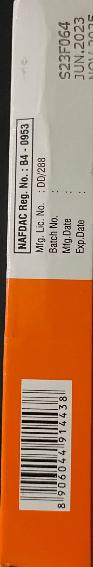 NAFDAC Reg. No. : B4 - 0953
Mfg. Lic. No. : DD/288
Batch No. :
Mfg.Date :
Exp.Date :
S23F064
JUN.2023
8 906044 914438